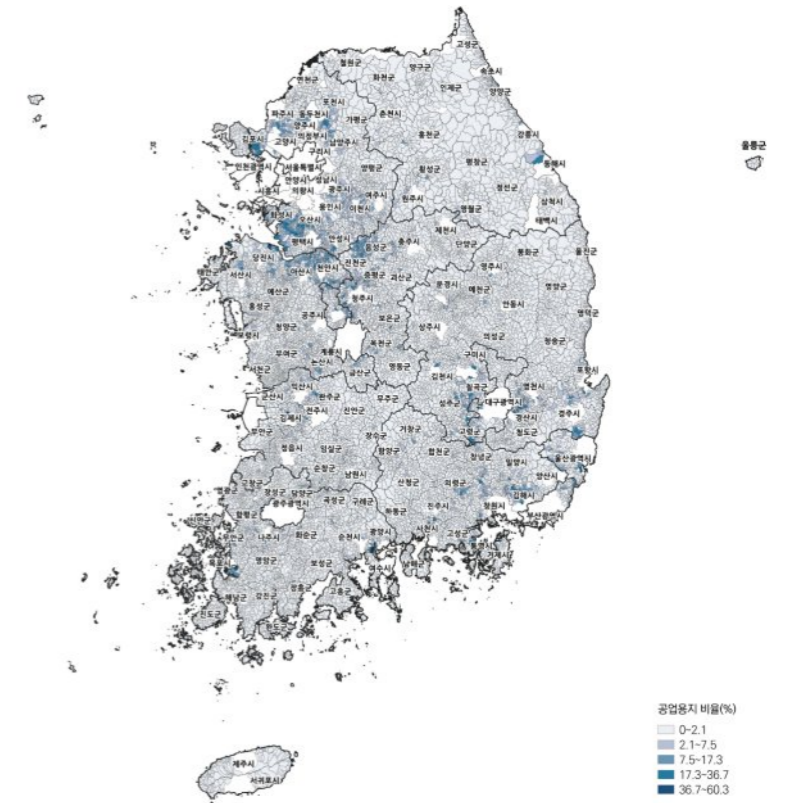 고성군
철원군
양구군
화천군
속초시
연천군
인제군
양양군
포천시
파주시 동두천시
춘천시
가평군
양주시
홍천군
강릉시
의정부시
김포시
고양시
남양주시
구리시
울릉군
동해시
인천광역시
서울특별시
양평군
횡성군
평창군
안양시 성남시
광주시
정선군
시흥시
의왕시
여주시
원주시
삼척시
용인시
이천시
영월군
화성시
오산시
태백시
제천시
평택시
안성시
음성군
충주시
단양군
봉화군
울진군
당진시
진천군
영주시
태안군
서산시
아산시
천안시
증평군
괴산군
문경시
예천군
영양군
예산군
청주시
안동시
홍성군
공주시
보은군
영덕군
청양군
상주시
의성군
보령시
청송군
계룡시
옥천군
부여군
논산시
구미시
서천군
금산군
영동군
김천시
포항시
칠곡군
영천시
군산시
익산시
완주군
무주군
성주군
대구광역시
전주시
진안군
경산시
경주시
김제시
거창군
고령군
청도군
부안군
장수군
정읍시
임실군
함양군
합천군
창녕군
밀양시
울산광역시
순창군
남원시
산청군
의령군
양산시
고창군
영광군
장성군
담양군
김해시
곡성군
구례군
광주광역시
진주시
창원시
부산광역시
함평군
하동군
신안군
사천시
고성군
무안군
나주시
화순군
순천시
광양시
통영시
거제시
목포시
영암군
보성군
여수시
남해군
해남군
강진군
장흥군
고흥군
진도군
완도군
제주시
서귀포시
공업용지 비율(%)
0~2.1
2.1~7.5
7.5~17.3
17.3~36.7
36.7~60.3